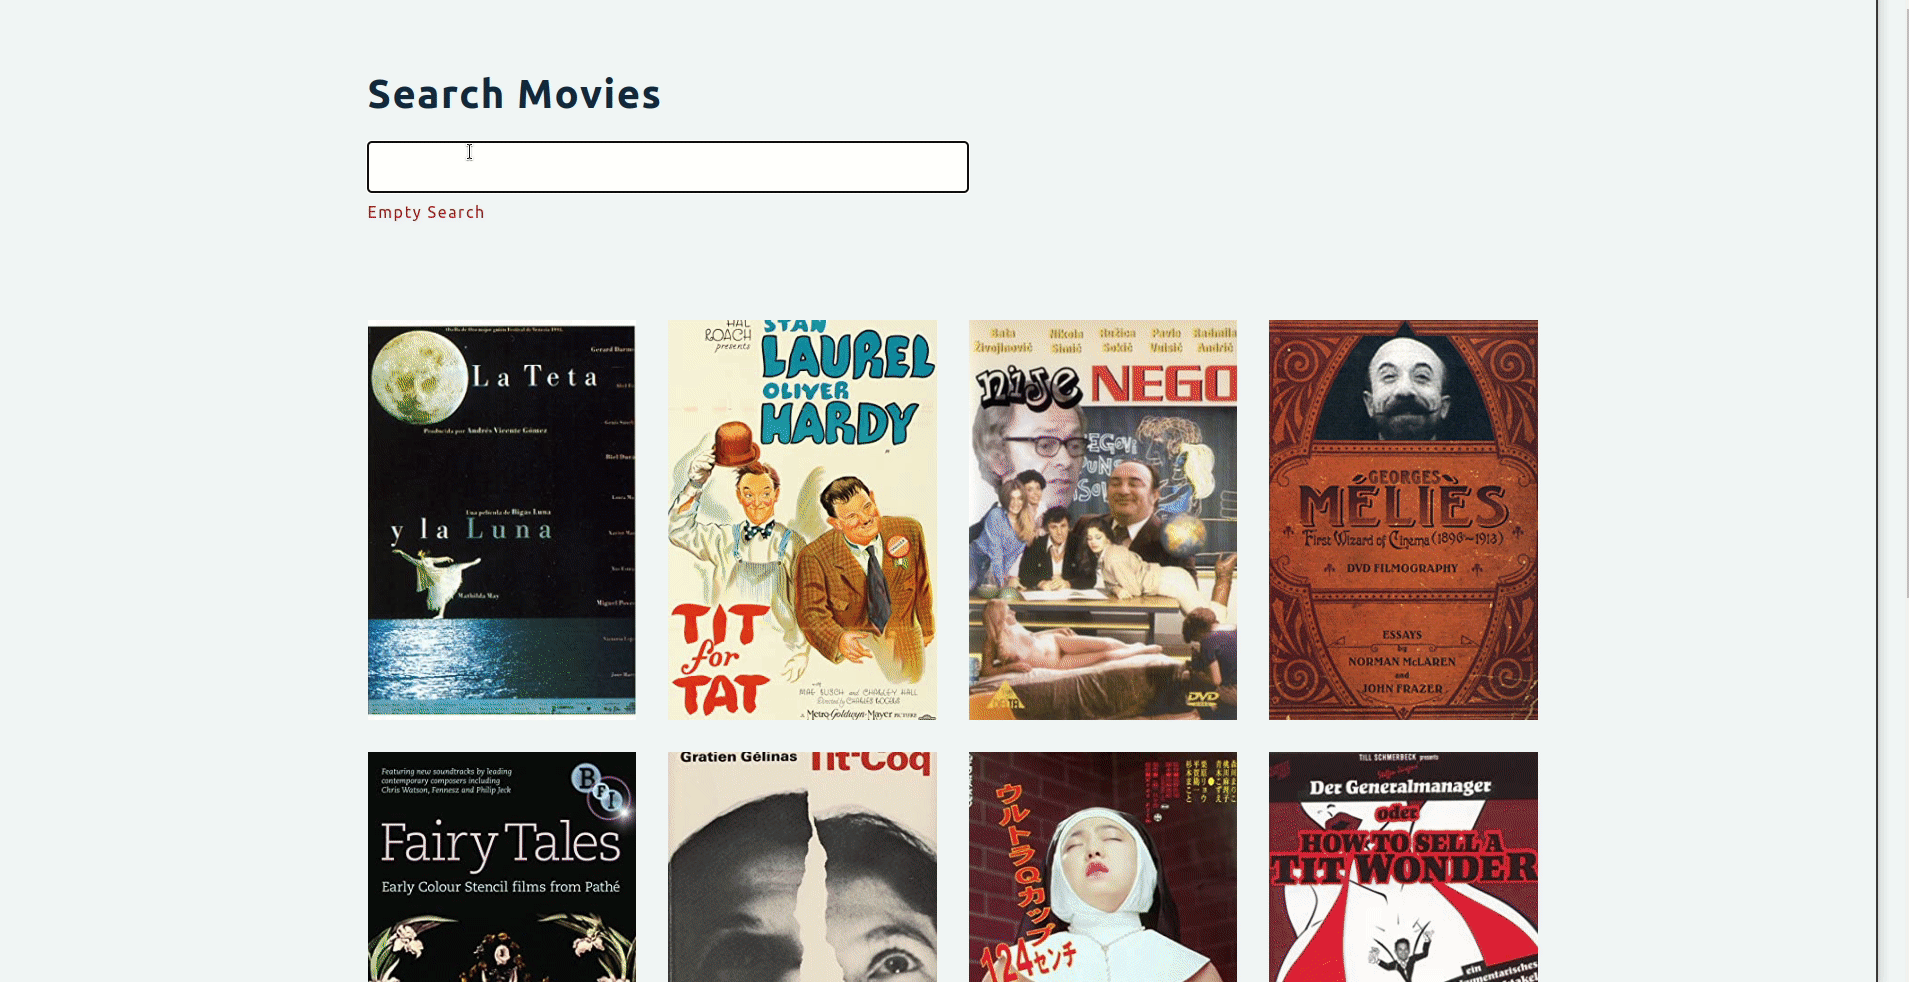 Search Movies
Empty Search
La Teta
Gerard Darm
Producida por Andrés Vicente Gómez
Una película de Bigas Luna
y la Luna
Mathilda May
HAL
ROACH
presents
STAN
LAUREL
OLIVER
HARDY
TIT
for
TAT
with
MAE BUSCH and CHARLEY HALL
Directed by CHARLES ROGERS
A Metro-Goldwyn-Mayer PICTURE
Bata Nikola Ružica Pavle Radmila
Živojinović Simić Sokić Vuisić Andrić
nije NEGO
DELTA
DVD
GEORGES
MÉLIÈS
First Wizard of Cinema (1896-1913)
DVD FILMOGRAPHY
ESSAYS
by
NORMAN McLAREN
and
JOHN FRAZER
Featuring new soundtracks by leading
contemporary composers including
Chris Watson, Fennesz and Philip Jeck
BFI
Fairy Tales
Early Colour Stencil films from Pathé
Gratien Gélinas
Tit-Coq
ウルトラQカップ
124センチ
TILL SCHMERBECK presents
Der Generalmanager
oder
HOW TO SELL A
TIT WONDER
ein